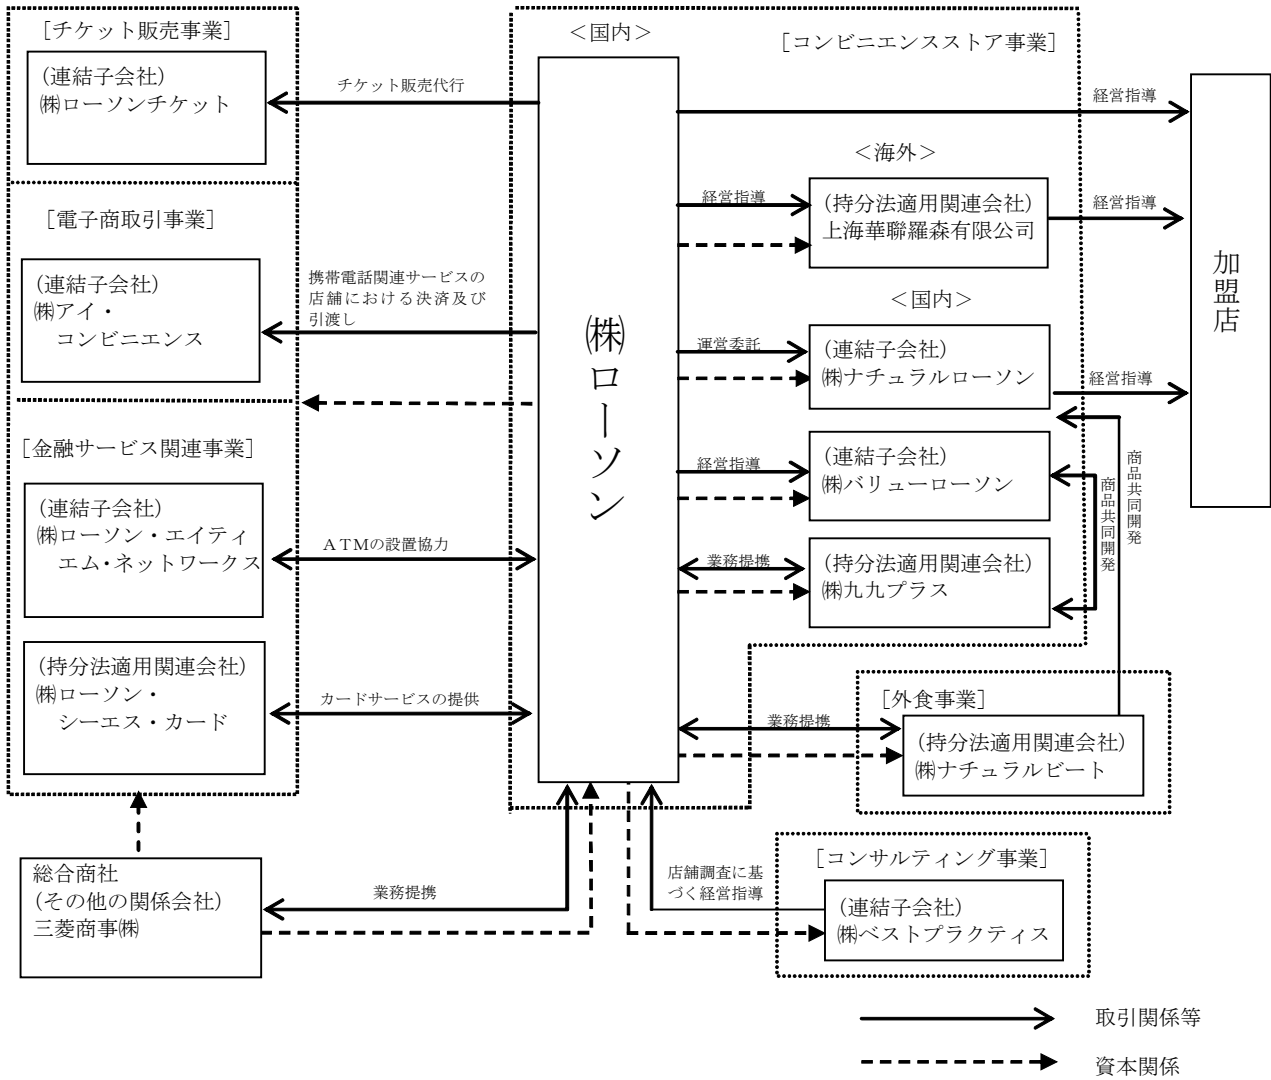 [チケット販売事業]
(連結子会社)
㈱ローソンチケット
チケット販売代行
[電子商取引事業]
(連結子会社)
㈱アイ・
コンビニエンス
携帯電話関連サービスの
店舗における決済及び
引渡し
[金融サービス関連事業]
(連結子会社)
㈱ローソン・エイティ
エム・ネットワークス
ATMの設置協力
(持分法適用関連会社)
㈱ローソン・
シーエス・カード
カードサービスの提供
総合商社
(その他の関係会社)
三菱商事㈱
業務提携
<国内>
㈱ローソン
[コンビニエンスストア事業]
経営指導
<海外>
経営指導
(持分法適用関連会社)
上海華聯羅森有限公司
経営指導
<国内>
運営委託
(連結子会社)
㈱ナチュラルローソン
経営指導
経営指導
(連結子会社)
㈱バリューローソン
業務提携
(持分法適用関連会社)
㈱九九プラス
商品共同開発
商品共同開発
加盟店
[外食事業]
業務提携
(持分法適用関連会社)
㈱ナチュラルビート
[コンサルティング事業]
店舗調査に基
づく経営指導
(連結子会社)
㈱ベストプラクティス
取引関係等
資本関係